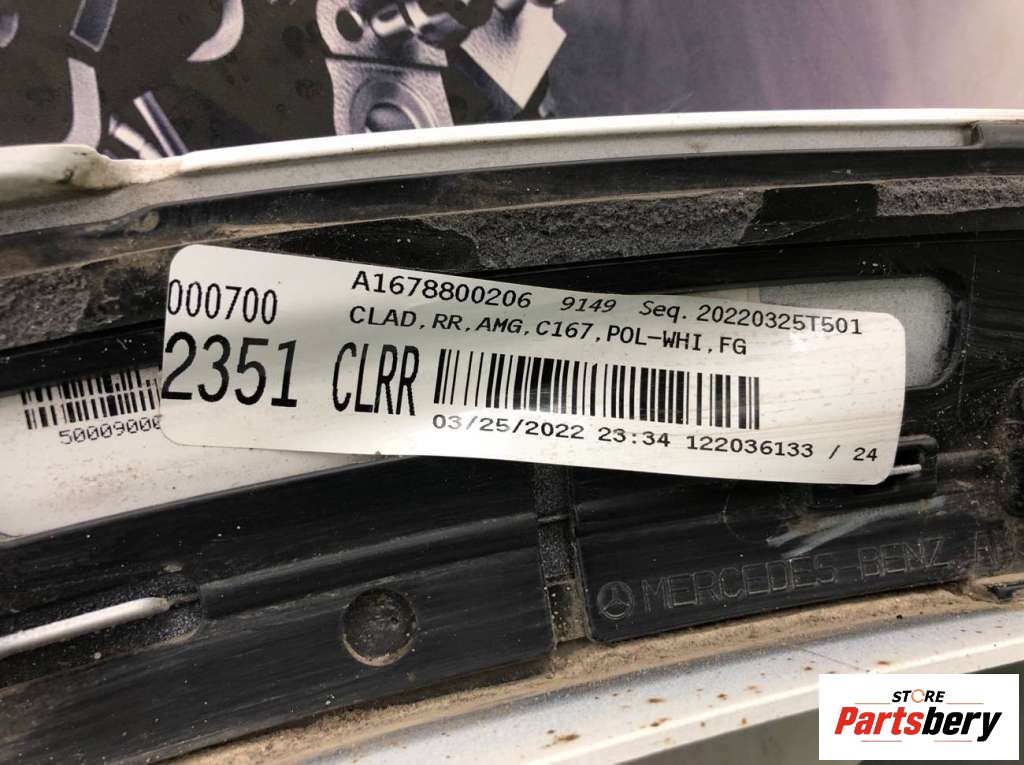 A1678800206 9149 Seq. 20220325T501
000700
CLAD,RR,AMG,C167,POL-WHI,FG
2351 CLRR
50009000
03/25/2022 23:34 122036133 / 24
MERCEDES-BENZ
STORE
Partsbery